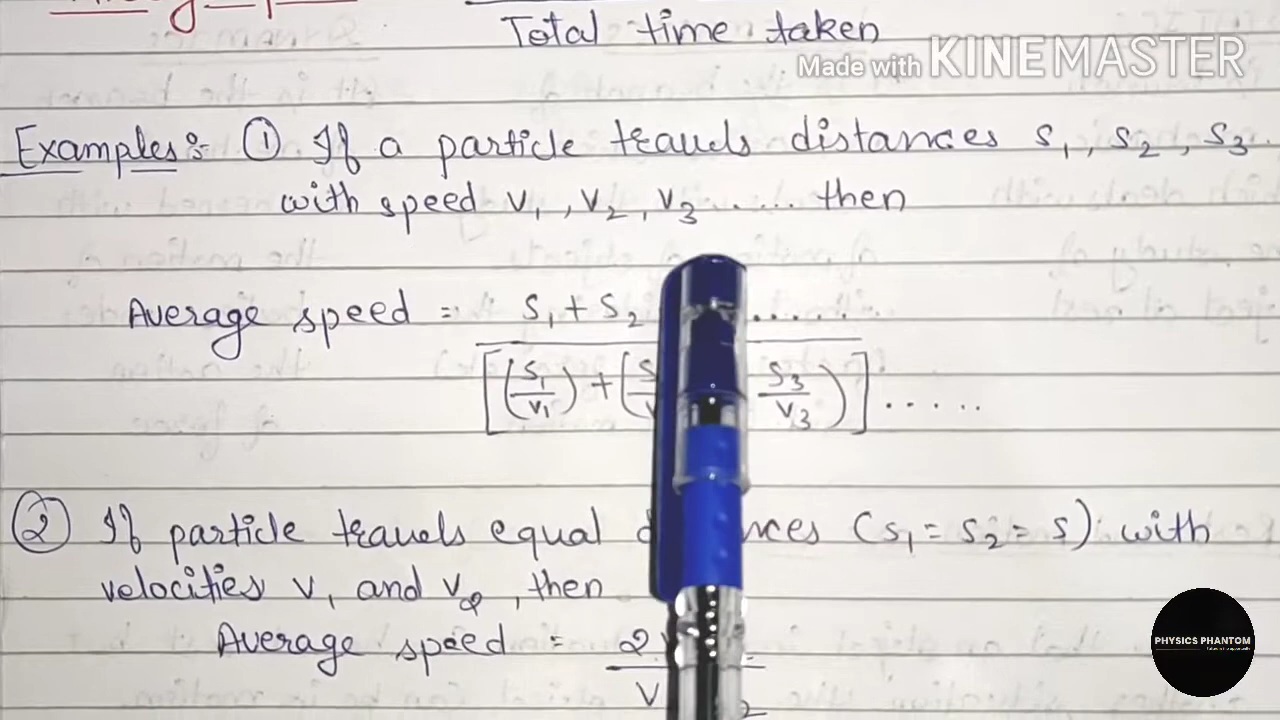 Total time taken
Made with KINEMASTER
Examples:- ① If a particle travels distances S₁, S₂, S₃
with speed V₁, V₂, V₃ ..... then
Average speed = S₁ + S₂ ......
[(S₁/V₁) + ( S₃/V₃)] .....
② If particle travels equal (S₁ = S₂ = S) with
velocities V₁ and V₂, then
Average speed = 2
V 2
PHYSICS PHANTOM